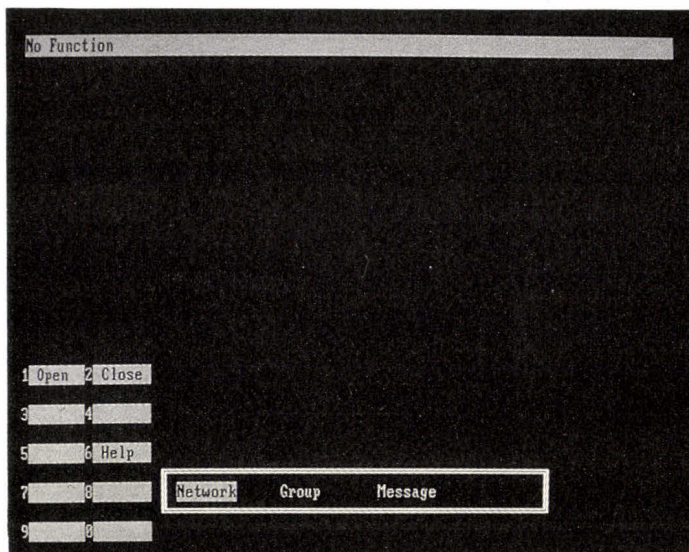 No Function
1 Open 2 Close
3 4
5 6 Help
7 8
9 0
Network Group Message